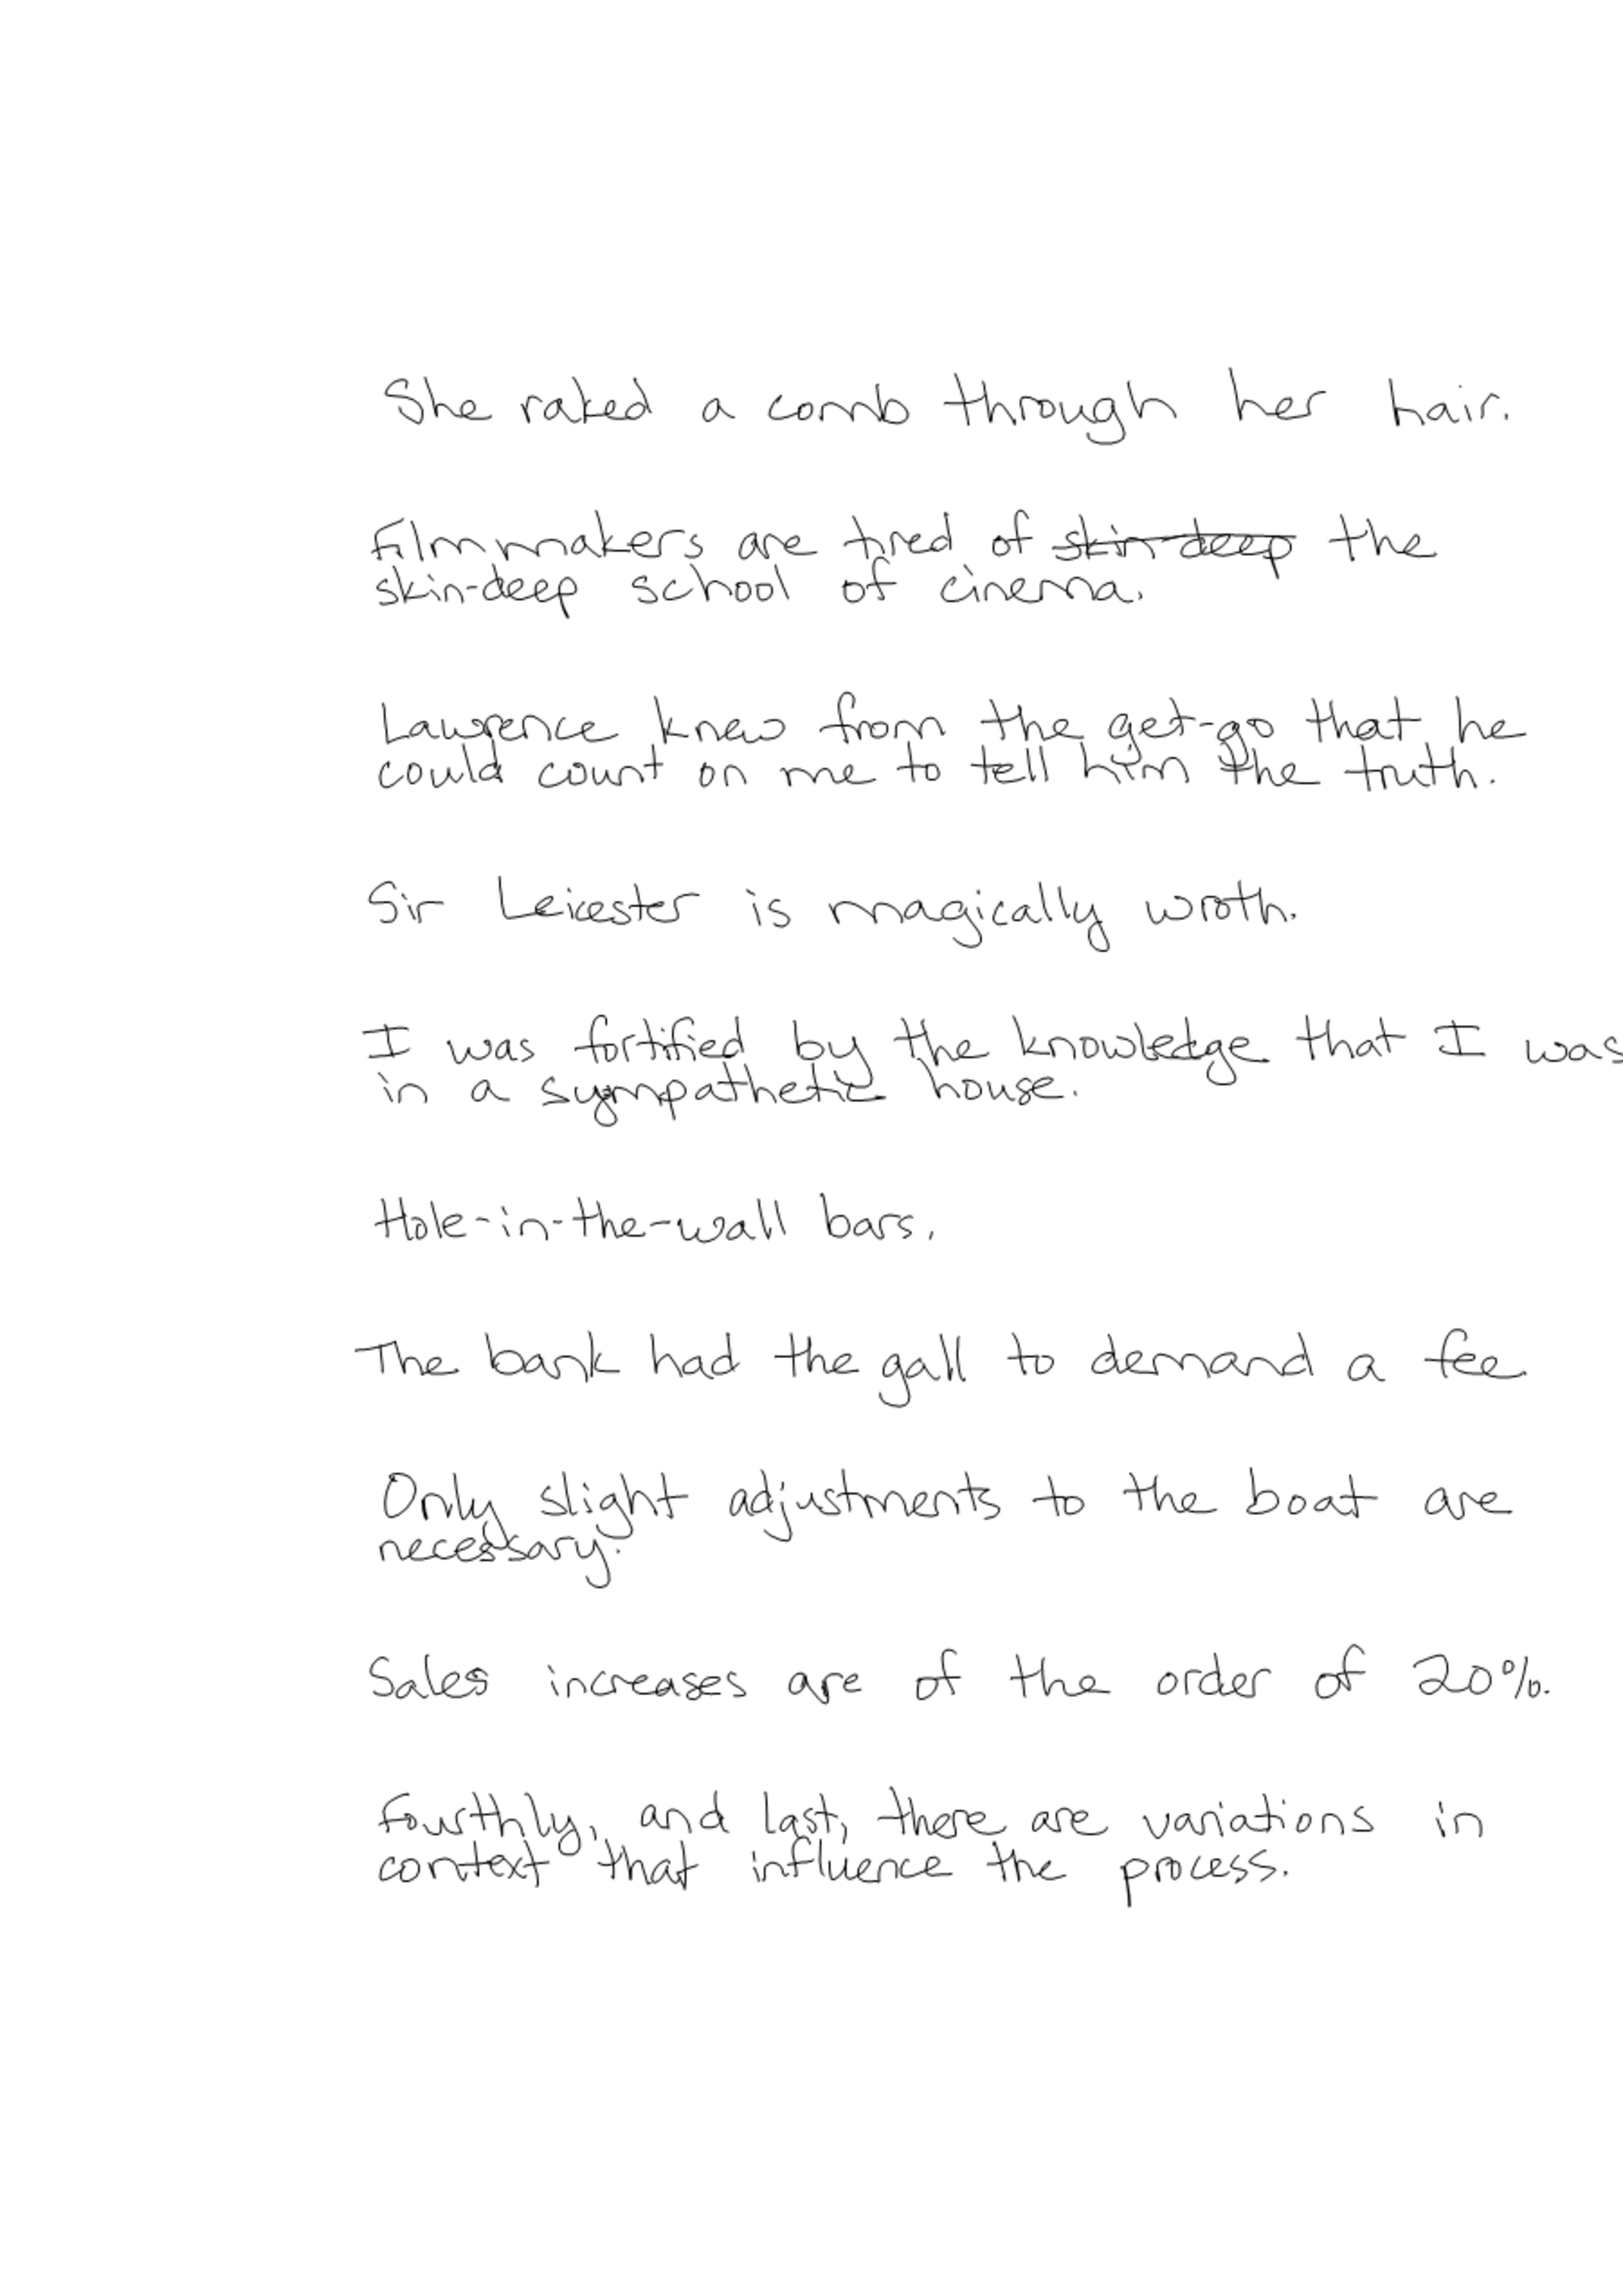 She raked a comb through her hair.
Filmmakers are tired of skin-deep the
skin-deep school of cinema.
Lawrence knew from the get-go that he
could count on me to tell him the truth.
Sir Leicester is magically wroth.
I was fortified by the knowledge that I was
in a sympathetic house.
Hole-in-the-wall bars.
The bank had the gall to demand a fee
Only slight adjustments to the boat are
necessary.
Sales increases are of the order of 20%.
Fourthly, and last, there are variations in
context that influence the process.